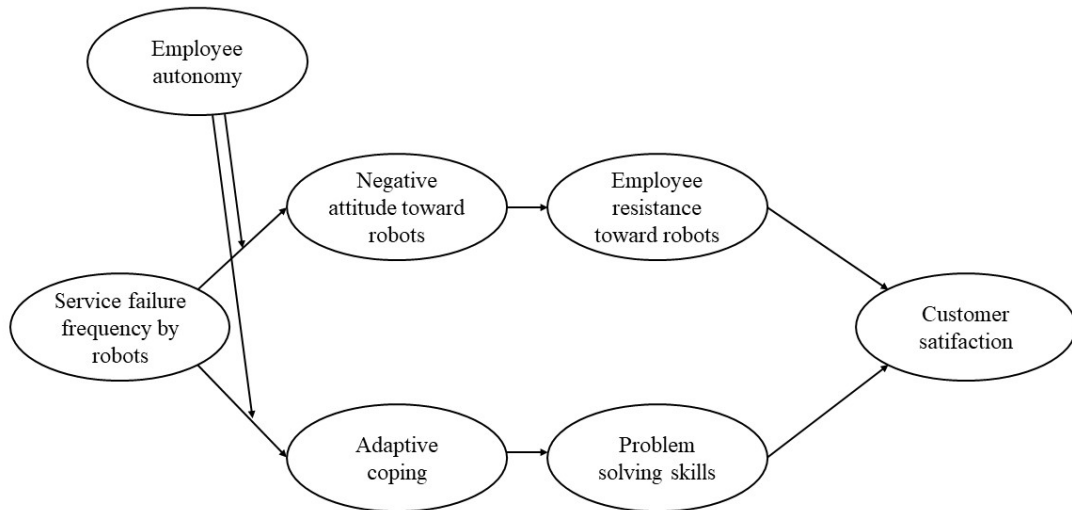 Employee
autonomy
Negative
attitude toward
robots
Employee
resistance
toward robots
Service failure
frequency by
robots
Customer
satifaction
Adaptive
coping
Problem
solving skills